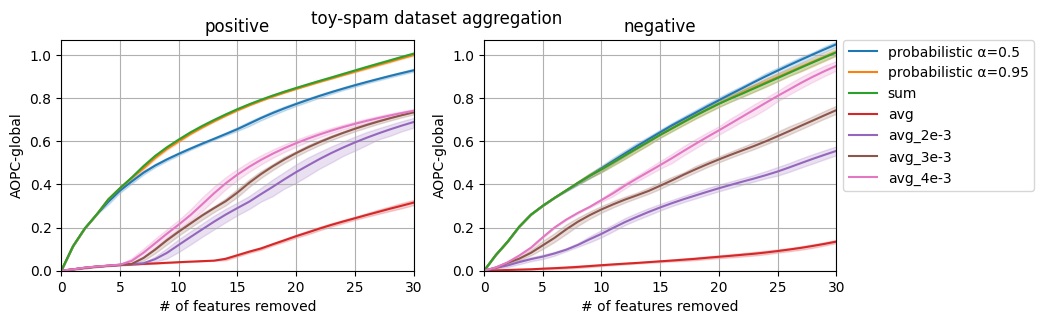 toy-spam dataset aggregation
positive
negative
AOPC-global
1.0
0.8
0.6
0.4
0.2
0.0
0 5 10 15 20 25 30
# of features removed
AOPC-global
1.0
0.8
0.6
0.4
0.2
0.0
0 5 10 15 20 25 30
# of features removed
probabilistic α=0.5
probabilistic α=0.95
sum
avg
avg_2e-3
avg_3e-3
avg_4e-3